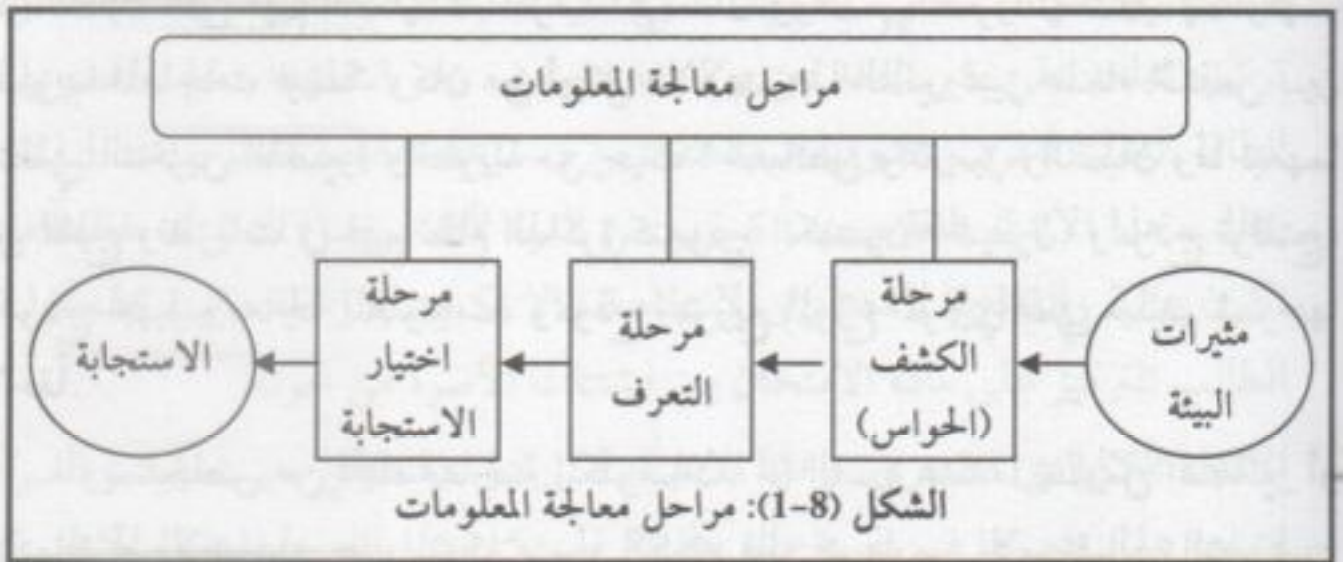 مراحل معالجة المعلومات
مثيرات
البيئة
مرحلة
الكشف
(الحواس)
مرحلة
التعرف
مرحلة
اختيار
الاستجابة
الاستجابة
الشكل (8-1): مراحل معالجة المعلومات